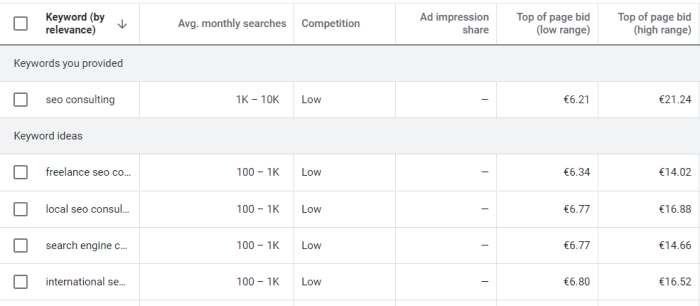 Keyword (by relevance) ↓ Avg. monthly searches Competition Ad impression share Top of page bid (low range) Top of page bid (high range)
Keywords you provided
seo consulting 1K – 10K Low — €6.21 €21.24
Keyword ideas
freelance seo co... 100 – 1K Low — €6.34 €14.02
local seo consul... 100 – 1K Low — €6.77 €16.88
search engine c... 100 – 1K Low — €6.77 €14.66
international se... 100 – 1K Low — €6.80 €16.52